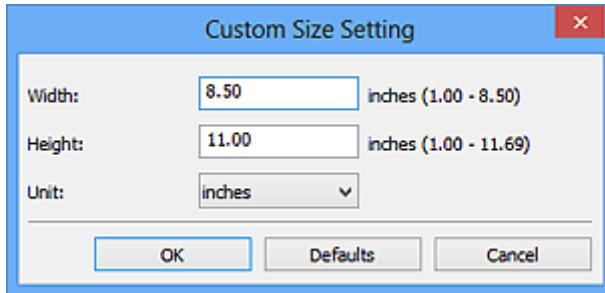 Custom Size Setting
Width: 8.50 inches (1.00 - 8.50)
Height: 11.00 inches (1.00 - 11.69)
Unit: inches
OK Defaults Cancel